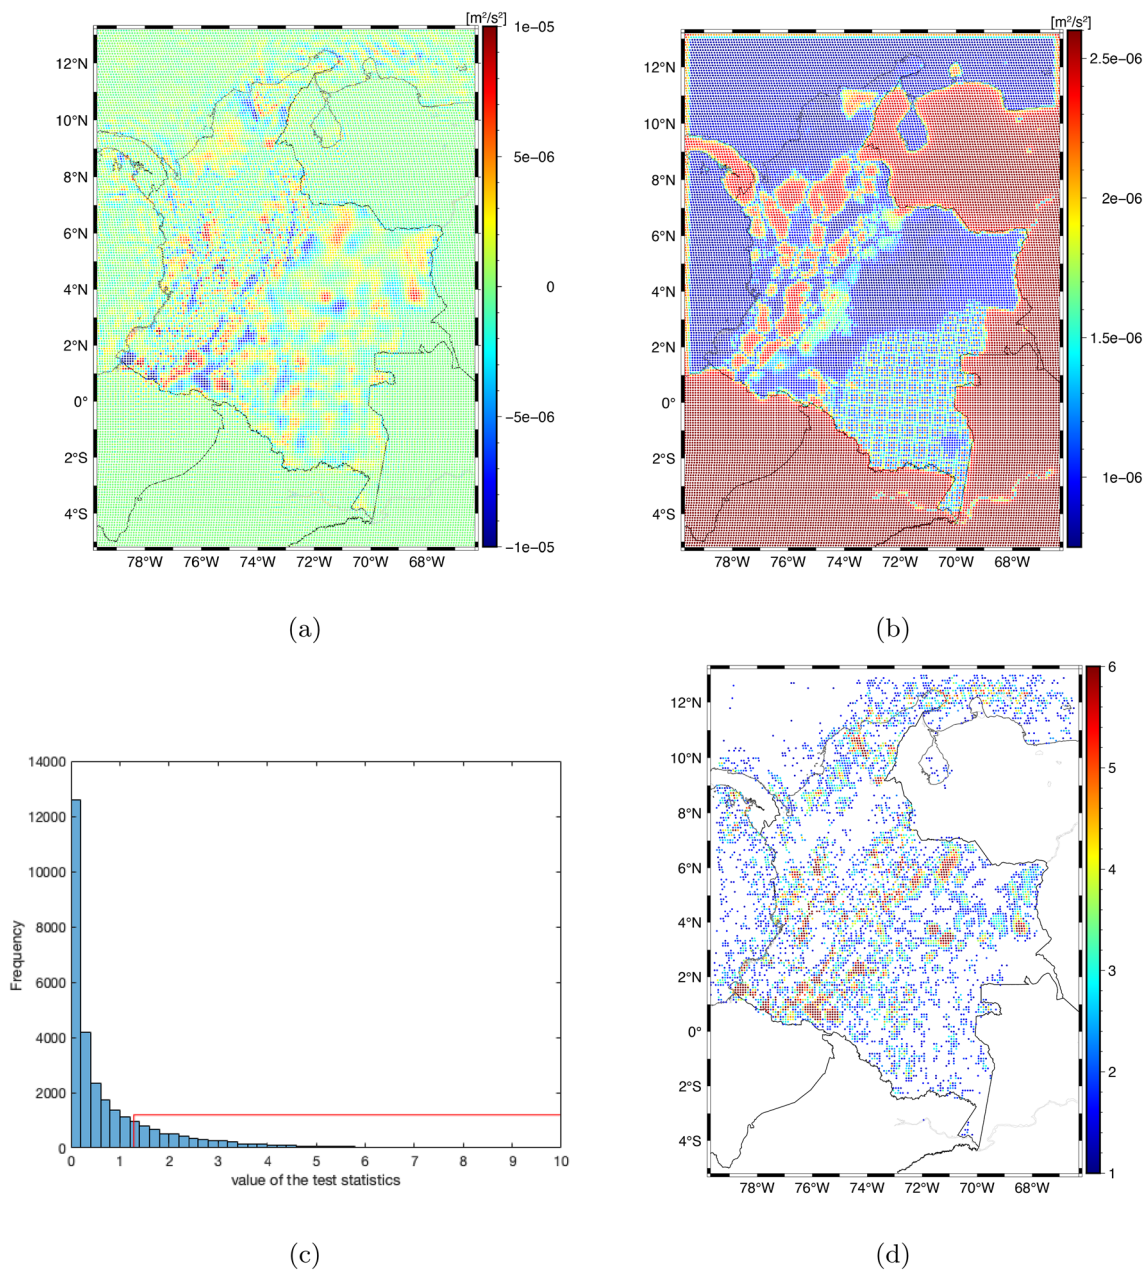 [m²/s²]
1e−05
5e−06
0
−5e−06
−1e−05
12°N
10°N
8°N
6°N
4°N
2°N
0°
2°S
4°S
78°W 76°W 74°W 72°W 70°W 68°W
(a)
[m²/s²]
2.5e−06
2e−06
1.5e−06
1e−06
12°N
10°N
8°N
6°N
4°N
2°N
0°
2°S
4°S
78°W 76°W 74°W 72°W 70°W 68°W
(b)
14000
12000
10000
8000
6000
4000
2000
0
Frequency
0 1 2 3 4 5 6 7 8 9 10
value of the test statistics
(c)
6
5
4
3
2
1
12°N
10°N
8°N
6°N
4°N
2°N
0°
2°S
4°S
78°W 76°W 74°W 72°W 70°W 68°W
(d)